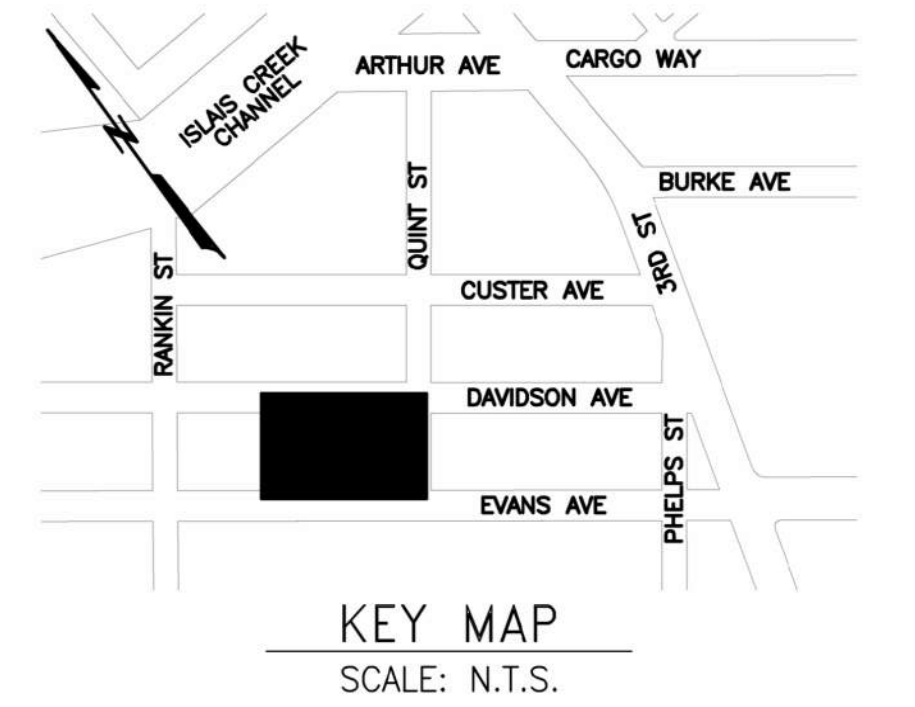 ARTHUR AVE
CARGO WAY
ISLAIS CREEK
CHANNEL
N
BURKE AVE
QUINT ST
3RD ST
RANKIN ST
CUSTER AVE
DAVIDSON AVE
PHELPS ST
EVANS AVE
KEY MAP
SCALE: N.T.S.